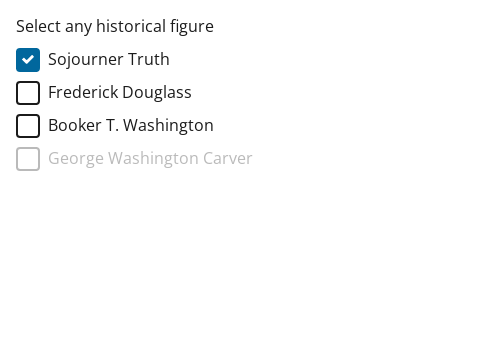 Select any historical figure
Sojourner Truth
Frederick Douglass
Booker T. Washington
George Washington Carver